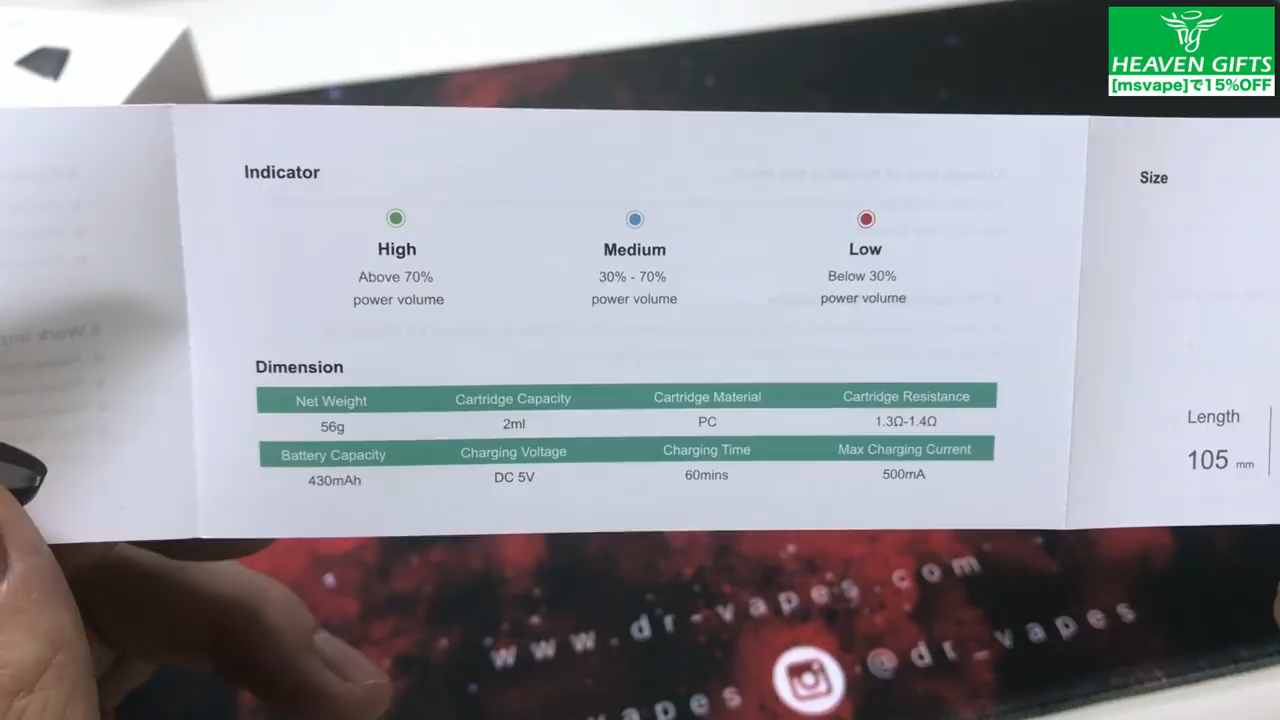 HEAVEN GIFTS
[msvape]で15%OFF
Indicator
High
Above 70%
power volume
Medium
30% - 70%
power volume
Low
Below 30%
power volume
Dimension
Net Weight Cartridge Capacity Cartridge Material Cartridge Resistance
56g 2ml PC 1.3Ω-1.4Ω
Battery Capacity Charging Voltage Charging Time Max Charging Current
430mAh DC 5V 60mins 500mA
Size
Length
105 mm
www.dr-vapes.com
@dr_vapes
vapes